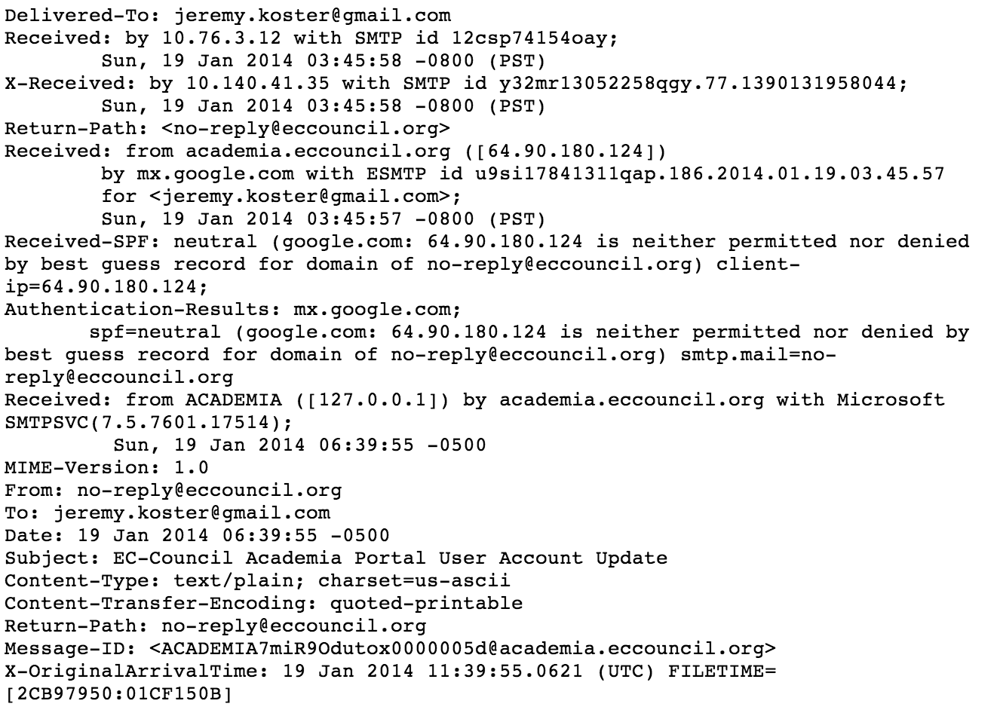 Delivered-To: jeremy.koster@gmail.com
Received: by 10.76.3.12 with SMTP id 12csp74154oay;
Sun, 19 Jan 2014 03:45:58 -0800 (PST)
X-Received: by 10.140.41.35 with SMTP id y32mr13052258qgy.77.1390131958044;
Sun, 19 Jan 2014 03:45:58 -0800 (PST)
Return-Path: <no-reply@eccouncil.org>
Received: from academia.eccouncil.org ([64.90.180.124])
by mx.google.com with ESMTP id u9si17841311qap.186.2014.01.19.03.45.57
for <jeremy.koster@gmail.com>;
Sun, 19 Jan 2014 03:45:57 -0800 (PST)
Received-SPF: neutral (google.com: 64.90.180.124 is neither permitted nor denied
by best guess record for domain of no-reply@eccouncil.org) client-
ip=64.90.180.124;
Authentication-Results: mx.google.com;
spf=neutral (google.com: 64.90.180.124 is neither permitted nor denied by
best guess record for domain of no-reply@eccouncil.org) smtp.mail=no-
reply@eccouncil.org
Received: from ACADEMIA ([127.0.0.1]) by academia.eccouncil.org with Microsoft
SMTPSVC(7.5.7601.17514);
Sun, 19 Jan 2014 06:39:55 -0500
MIME-Version: 1.0
From: no-reply@eccouncil.org
To: jeremy.koster@gmail.com
Date: 19 Jan 2014 06:39:55 -0500
Subject: EC-Council Academia Portal User Account Update
Content-Type: text/plain; charset=us-ascii
Content-Transfer-Encoding: quoted-printable
Return-Path: no-reply@eccouncil.org
Message-ID: <ACADEMIA7miR9Odutox0000005d@academia.eccouncil.org>
X-OriginalArrivalTime: 19 Jan 2014 11:39:55.0621 (UTC) FILETIME=
[2CB97950:01CF150B]